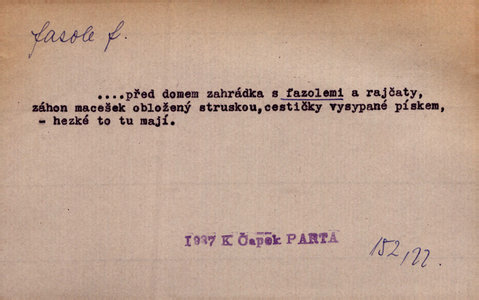 fasole f.
....před domem zahrádka s fazolemi a rajčaty,
záhon macešek obložený struskou,cestičky vysypané pískem,
- hezké to tu mají.
1937 K Čapek PARTA
152/22